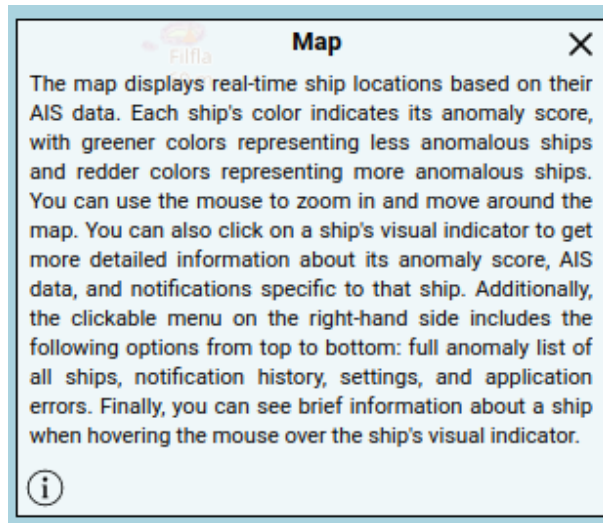 Map
Filfla
The map displays real-time ship locations based on their
AIS data. Each ship's color indicates its anomaly score,
with greener colors representing less anomalous ships
and redder colors representing more anomalous ships.
You can use the mouse to zoom in and move around the
map. You can also click on a ship's visual indicator to get
more detailed information about its anomaly score, AIS
data, and notifications specific to that ship. Additionally,
the clickable menu on the right-hand side includes the
following options from top to bottom: full anomaly list of
all ships, notification history, settings, and application
errors. Finally, you can see brief information about a ship
when hovering the mouse over the ship's visual indicator.
i